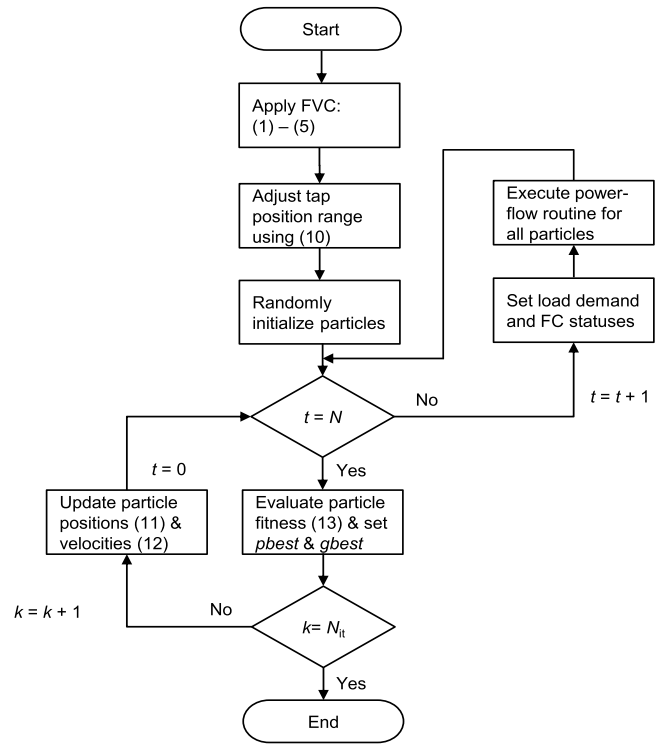 Start
Apply FVC:
(1) – (5)
Adjust tap
position range
using (10)
Randomly
initialize particles
Execute power-
flow routine for
all particles
Set load demand
and FC statuses
t = t + 1
No
t = N
Yes
t = 0
Update particle
positions (11) &
velocities (12)
Evaluate particle
fitness (13) & set
pbest & gbest
k = k + 1
No
k= Nit
Yes
End